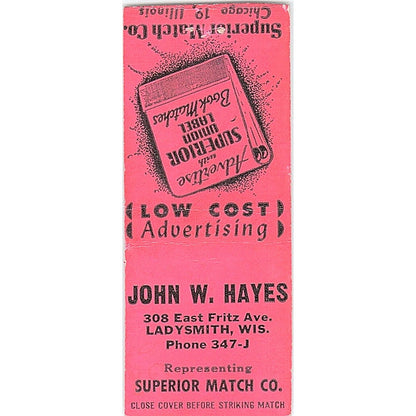 Superior Match Co.
Chicago 19, Illinois
Advertise
with
SUPERIOR
UNION
LABEL
Book Matches
LOW COST
Advertising
JOHN W. HAYES
308 East Fritz Ave.
LADYSMITH, WIS.
Phone 347-J
Representing
SUPERIOR MATCH CO.
CLOSE COVER BEFORE STRIKING MATCH